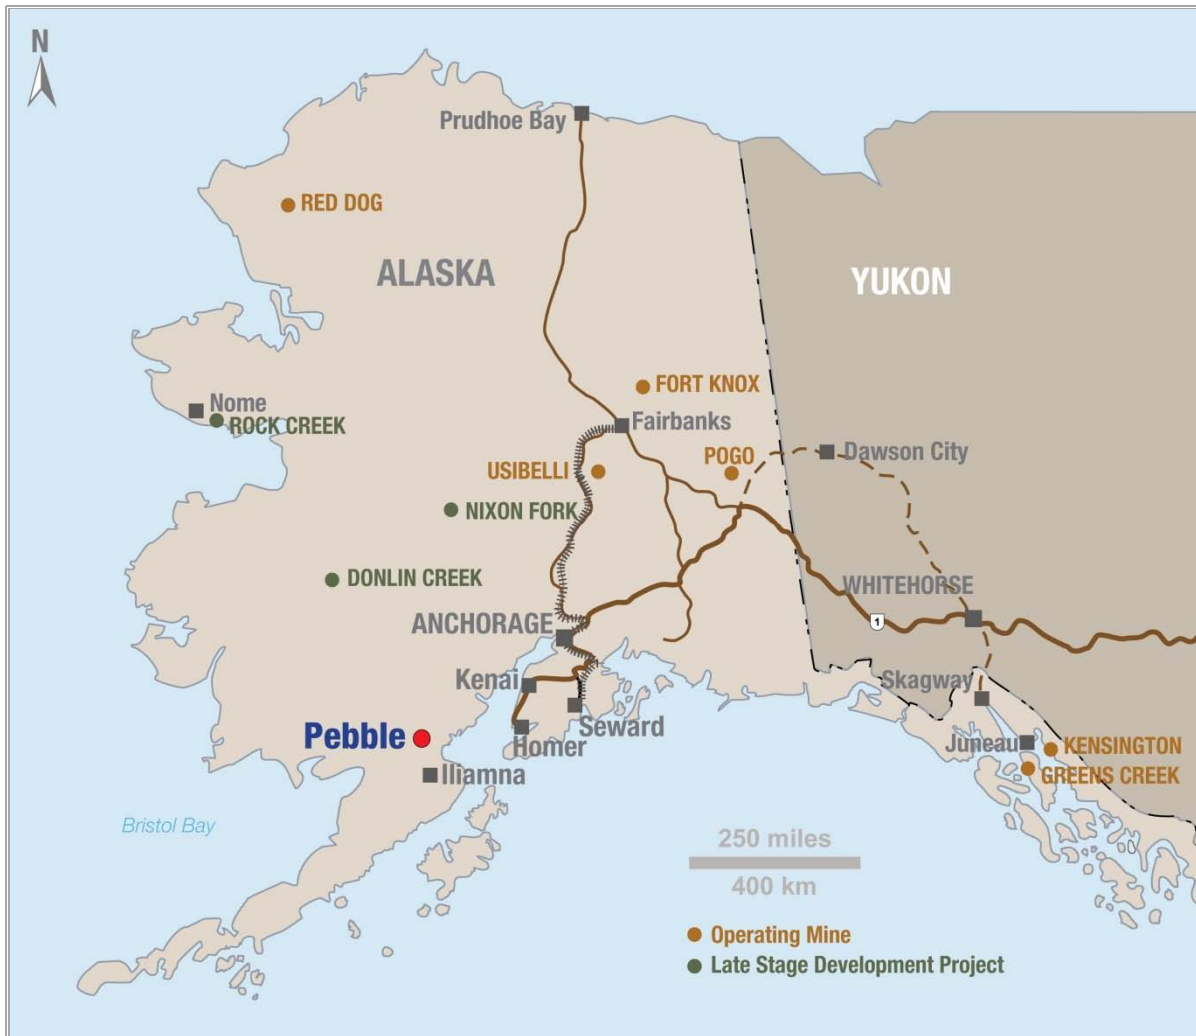 N
Prudhoe Bay
RED DOG
ALASKA
YUKON
FORT KNOX
Nome
ROCK CREEK
Fairbanks
Dawson City
USIBELLI
POGO
NIXON FORK
DONLIN CREEK
WHITEHORSE
1
ANCHORAGE
Kenai
Skagway
Pebble
Homer
Seward
Juneau
KENSINGTON
Iliamna
GREENS CREEK
Bristol Bay
250 miles
400 km
Operating Mine
Late Stage Development Project